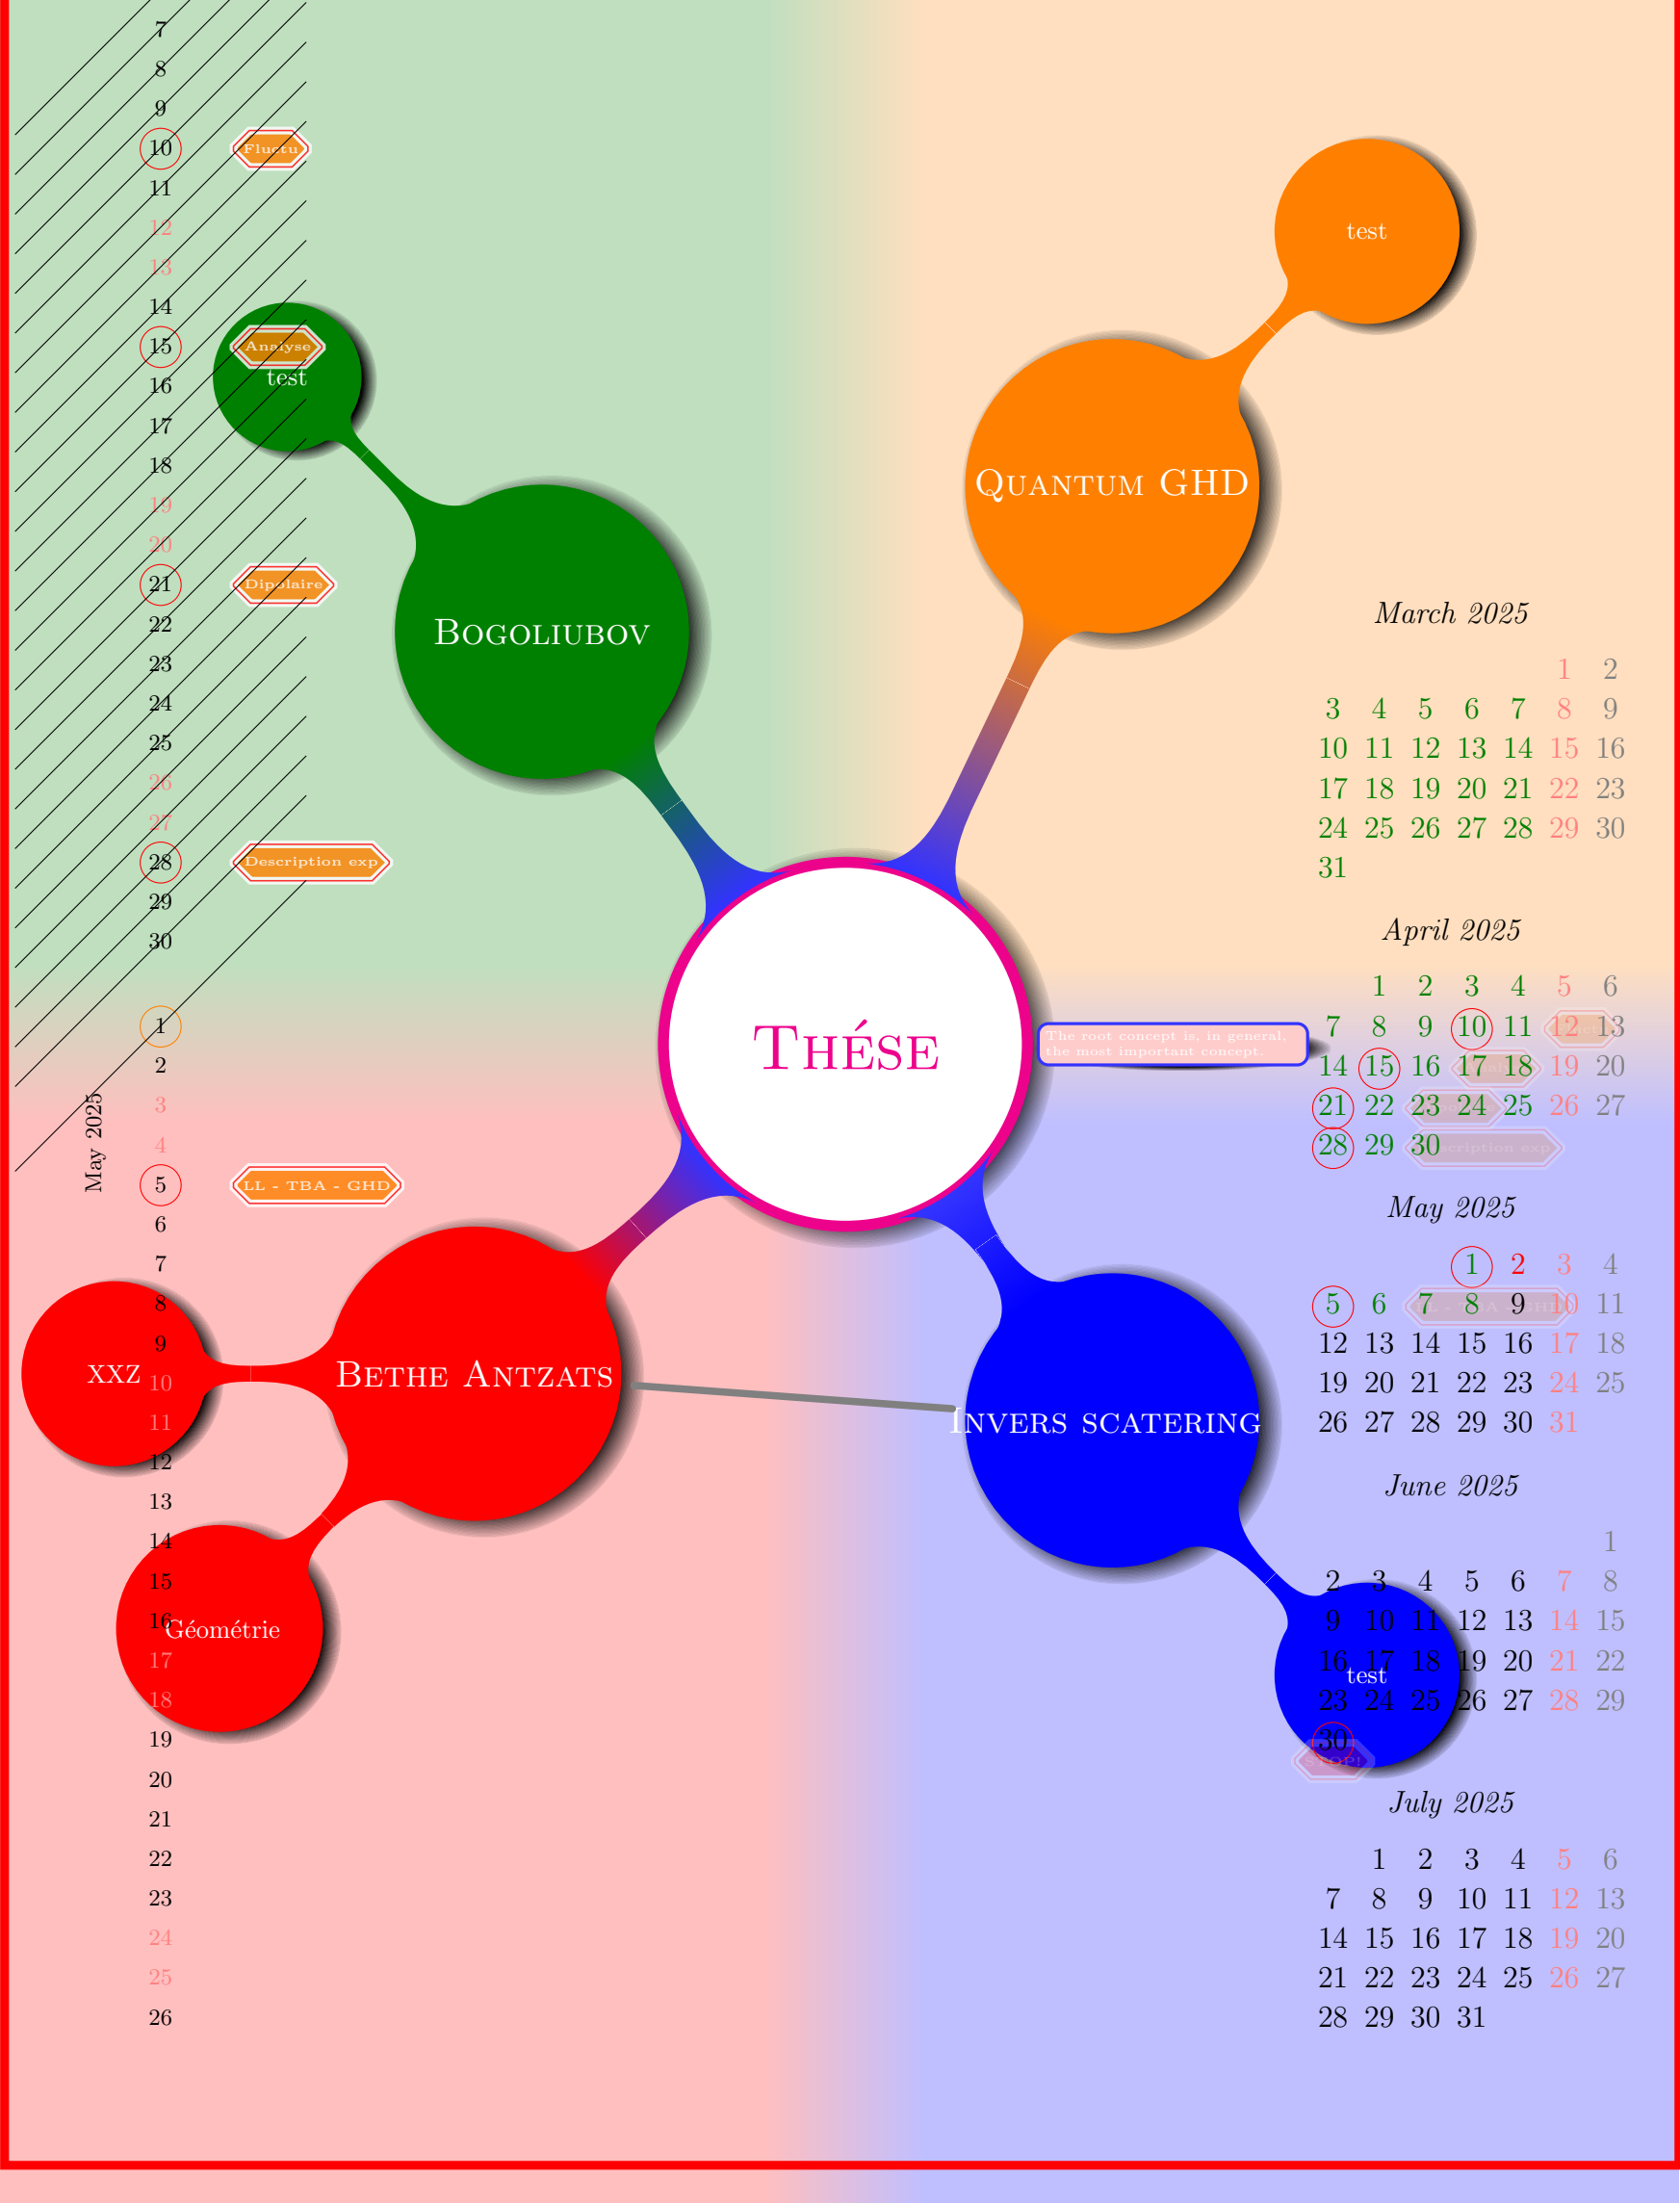 7
8
9
10 Fluctu
11
12
13
14
15 Analyse
16
17
18
19
20
21 Dipolaire
22
23
24
25
26
27
28 Description exp
29
30
May 2025
1
2
3
4
5 LL - TBA - GHD
6
7
8
9
10
11
12
13
14
15
16
17
18
19
20
21
22
23
24
25
26
test
Bogoliubov
test
Quantum GHD
Thése
The root concept is, in general,
the most important concept.
Bethe Antzats
xxz
Géométrie
Invers scatering
test
March 2025
1 2
3 4 5 6 7 8 9
10 11 12 13 14 15 16
17 18 19 20 21 22 23
24 25 26 27 28 29 30
31
April 2025
1 2 3 4 5 6
7 8 9 10 11 12 13
14 15 16 17 18 19 20
21 22 23 24 25 26 27
28 29 30 exp
May 2025
1 2 3 4
5 6 7 8 9 10 11
12 13 14 15 16 17 18
19 20 21 22 23 24 25
26 27 28 29 30 31
June 2025
1
2 3 4 5 6 7 8
9 10 11 12 13 14 15
16 17 18 19 20 21 22
23 24 25 26 27 28 29
30
STOP!
July 2025
1 2 3 4 5 6
7 8 9 10 11 12 13
14 15 16 17 18 19 20
21 22 23 24 25 26 27
28 29 30 31